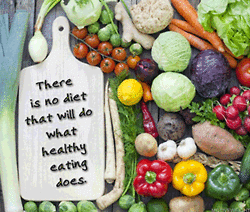 There
is no diet
that will do
what
healthy
eating
does.